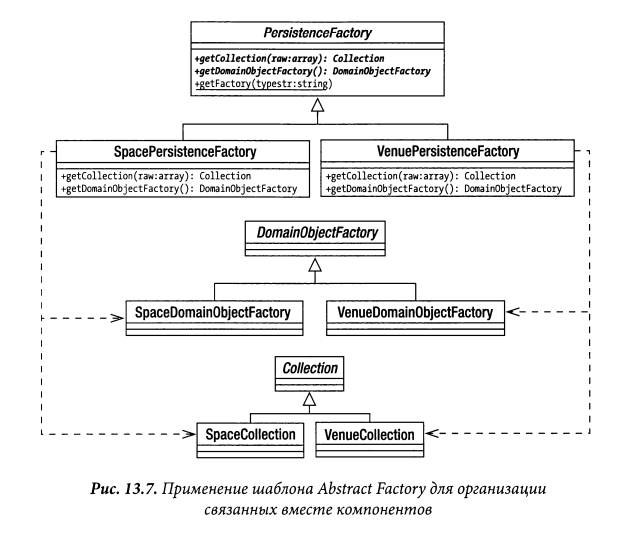 PersistenceFactory
+getCollection(raw:array): Collection
+getDomainObjectFactory(): DomainObjectFactory
+getFactory(typestr:string)
SpacePersistenceFactory
+getCollection(raw:array): Collection
+getDomainObjectFactory(): DomainObjectFactory
VenuePersistenceFactory
+getCollection(raw:array): Collection
+getDomainObjectFactory(): DomainObjectFactory
DomainObjectFactory
SpaceDomainObjectFactory
VenueDomainObjectFactory
Collection
SpaceCollection
VenueCollection
Рис. 13.7. Применение шаблона Abstract Factory для организации
связанных вместе компонентов